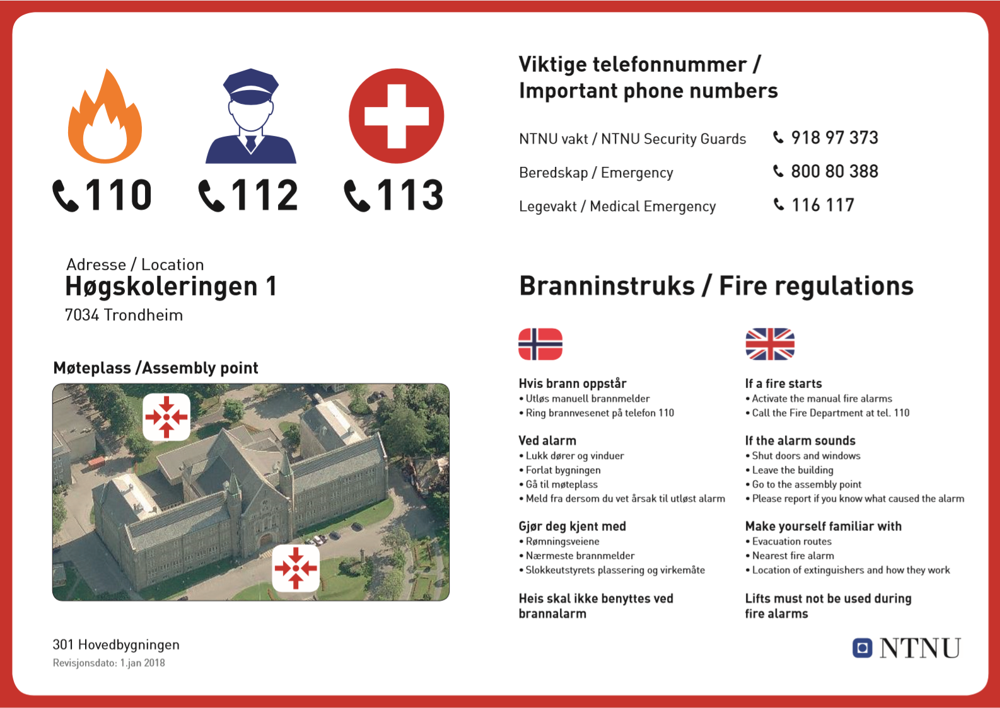 110
112
113
Adresse / Location
Høgskoleringen 1
7034 Trondheim
Møteplass /Assembly point
301 Hovedbygningen
Revisjonsdato: 1.jan 2018
Viktige telefonnummer /
Important phone numbers
NTNU vakt / NTNU Security Guards 918 97 373
Beredskap / Emergency 800 80 388
Legevakt / Medical Emergency 116 117
Branninstruks / Fire regulations
Hvis brann oppstår
• Utløs manuell brannmelder
• Ring brannvesenet på telefon 110
Ved alarm
• Lukk dører og vinduer
• Forlat bygningen
• Gå til møteplass
• Meld fra dersom du vet årsak til utløst alarm
Gjør deg kjent med
• Rømningsveiene
• Nærmeste brannmelder
• Slokkeutstyrets plassering og virkemåte
Heis skal ikke benyttes ved
brannalarm
If a fire starts
• Activate the manual fire alarms
• Call the Fire Department at tel. 110
If the alarm sounds
• Shut doors and windows
• Leave the building
• Go to the assembly point
• Please report if you know what caused the alarm
Make yourself familiar with
• Evacuation routes
• Nearest fire alarm
• Location of extinguishers and how they work
Lifts must not be used during
fire alarms
NTNU